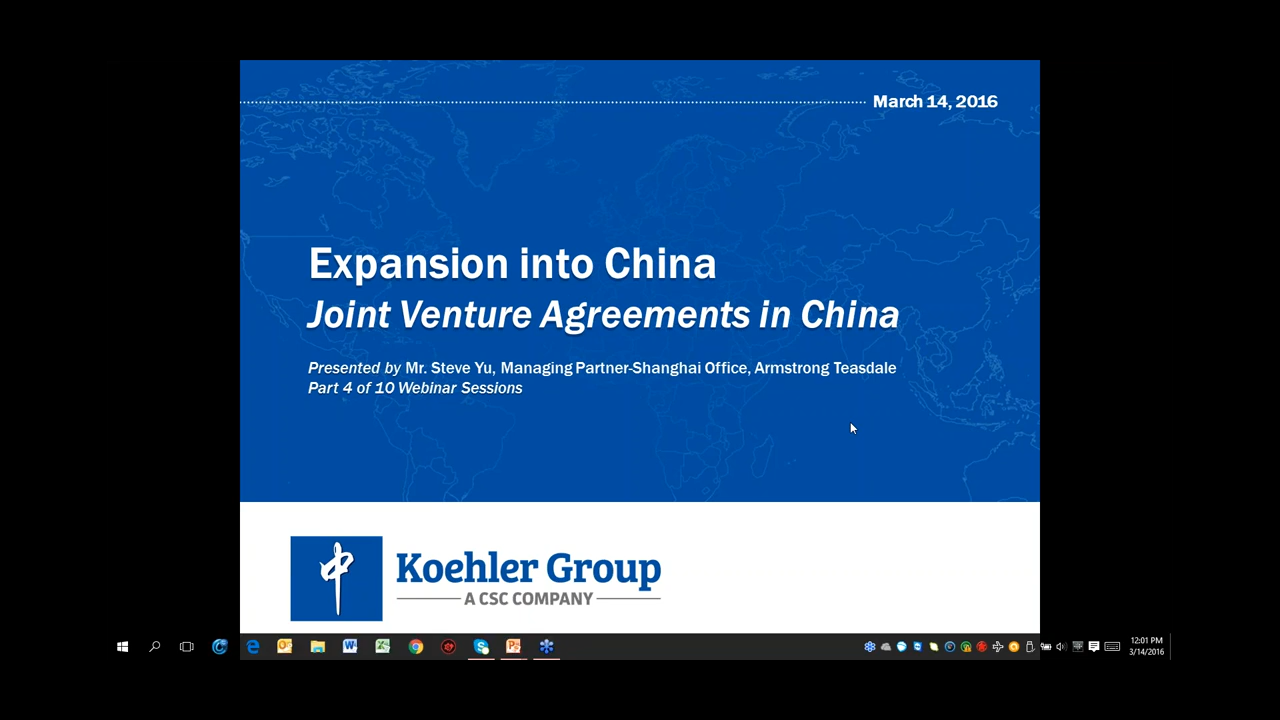 March 14, 2016
Expansion into China
Joint Venture Agreements in China
Presented by Mr. Steve Yu, Managing Partner-Shanghai Office, Armstrong Teasdale
Part 4 of 10 Webinar Sessions
中
Koehler Group
A CSC COMPANY
12:01 PM
3/14/2016